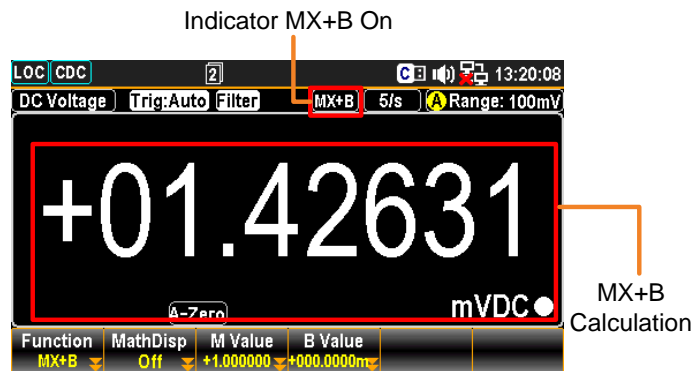 Indicator MX+B On
LOC CDC 2 C 13:20:08
DC Voltage Trig:Auto Filter MX+B 5/s A Range: 100mV
+01.42631
A-Zero mVDC
MX+B
Calculation
Function MathDisp M Value B Value
MX+B Off +1.000000 +000.0000m